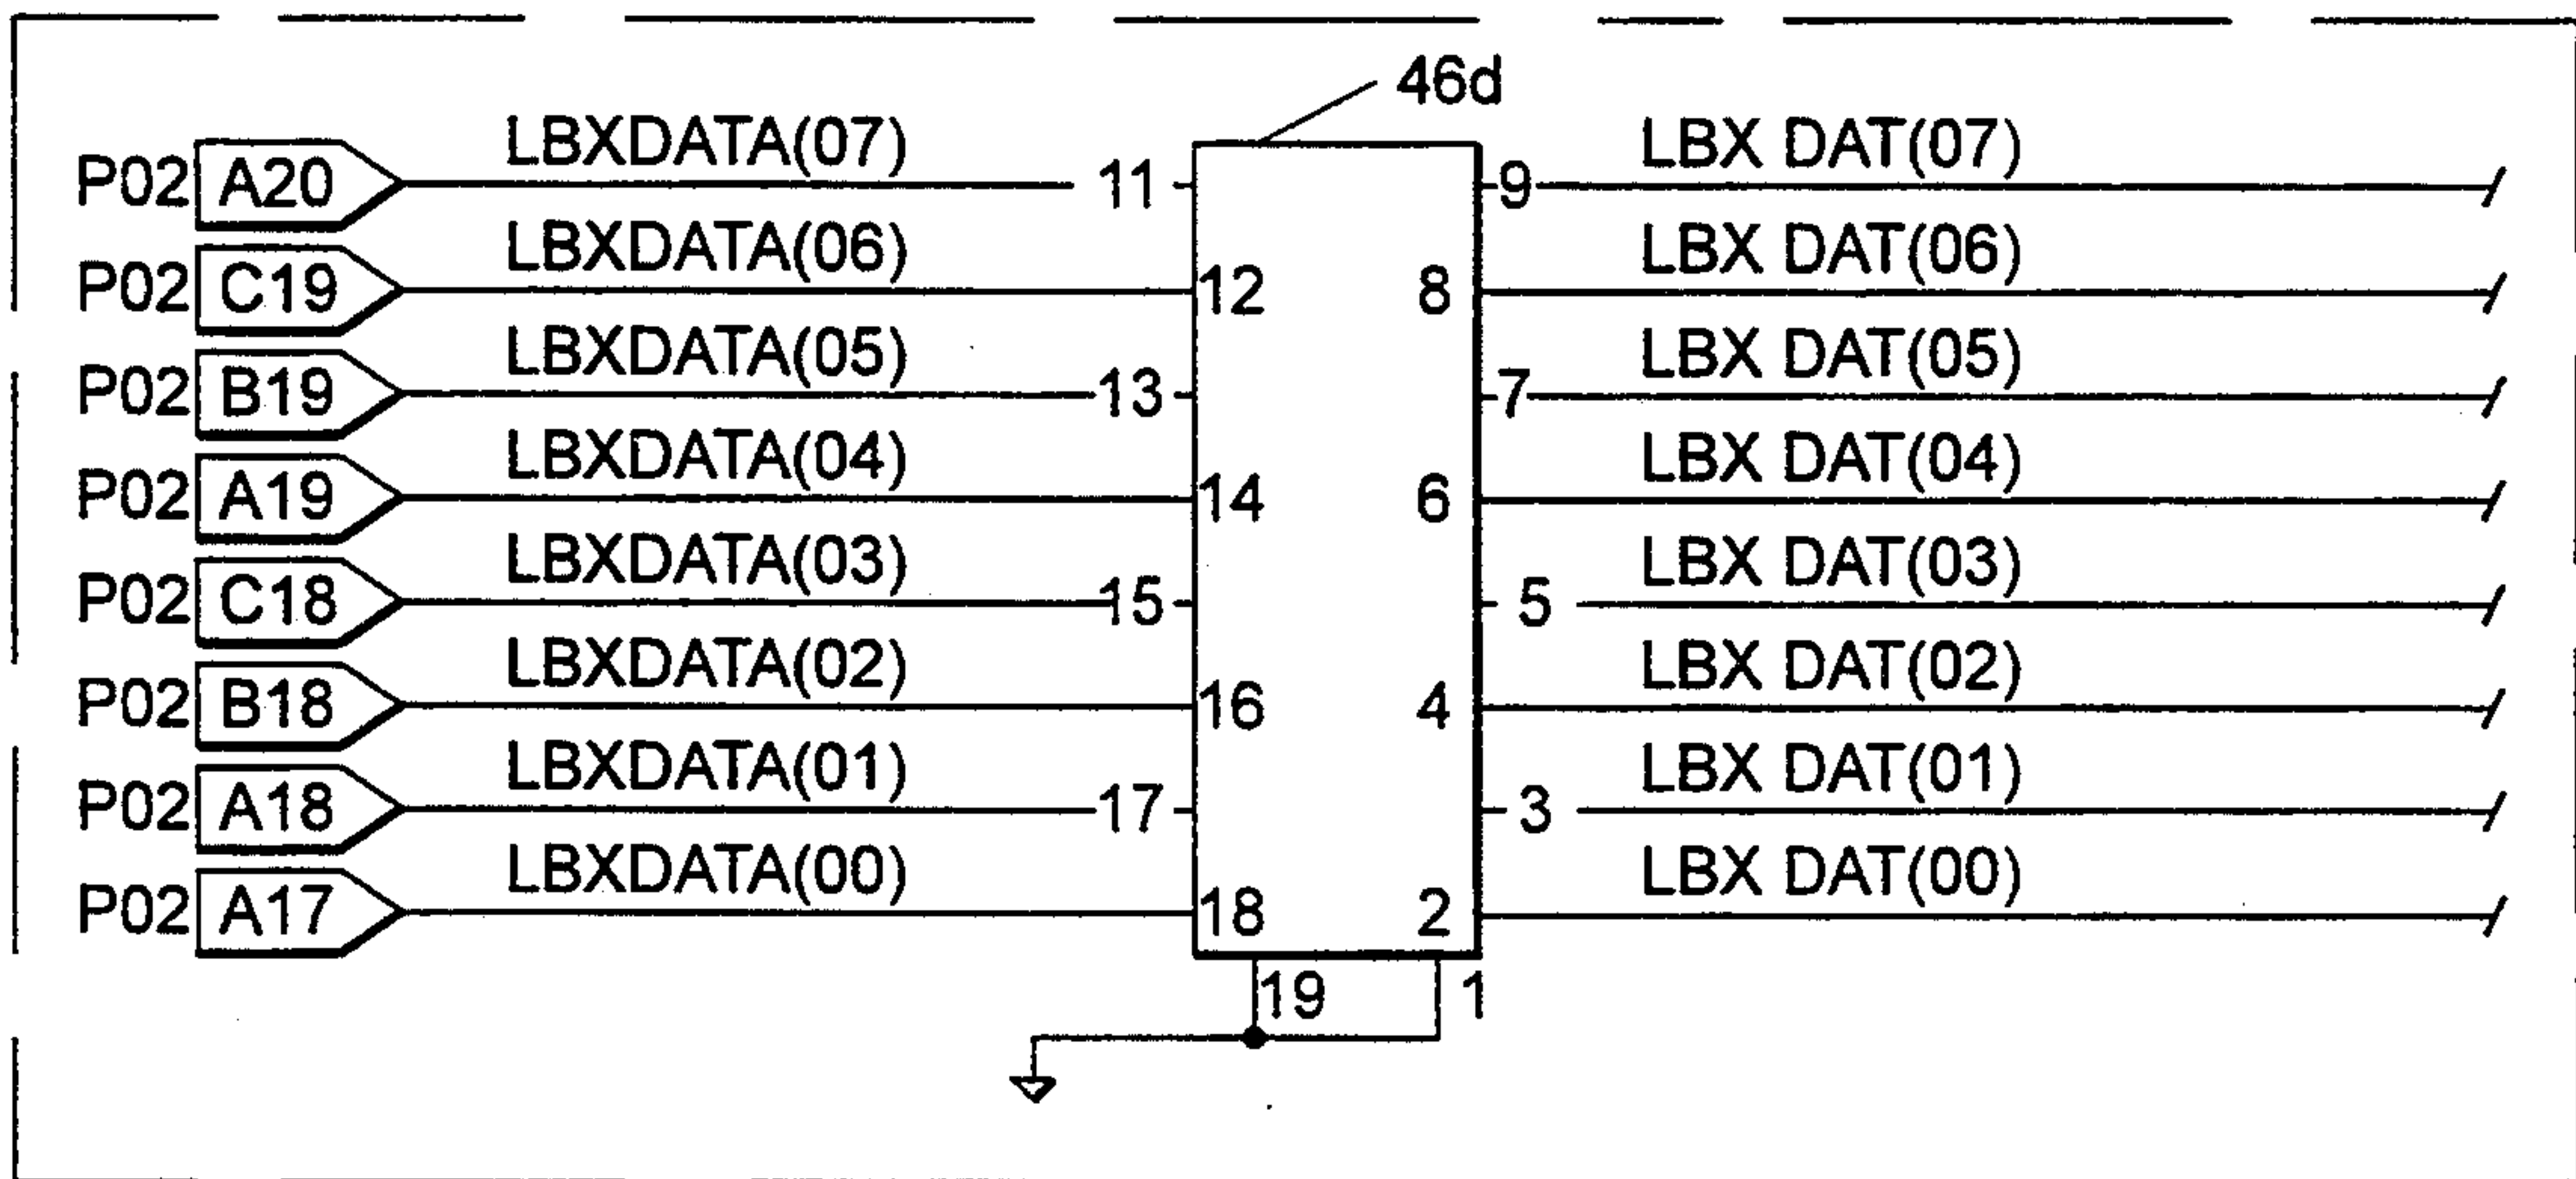 46d
P02 A20 LBXDATA(07) 11 9 LBX DAT(07)
P02 C19 LBXDATA(06) 12 8 LBX DAT(06)
P02 B19 LBXDATA(05) 13 7 LBX DAT(05)
P02 A19 LBXDATA(04) 14 6 LBX DAT(04)
P02 C18 LBXDATA(03) 15 5 LBX DAT(03)
P02 B18 LBXDATA(02) 16 4 LBX DAT(02)
P02 A18 LBXDATA(01) 17 3 LBX DAT(01)
P02 A17 LBXDATA(00) 18 2 LBX DAT(00)
19 1